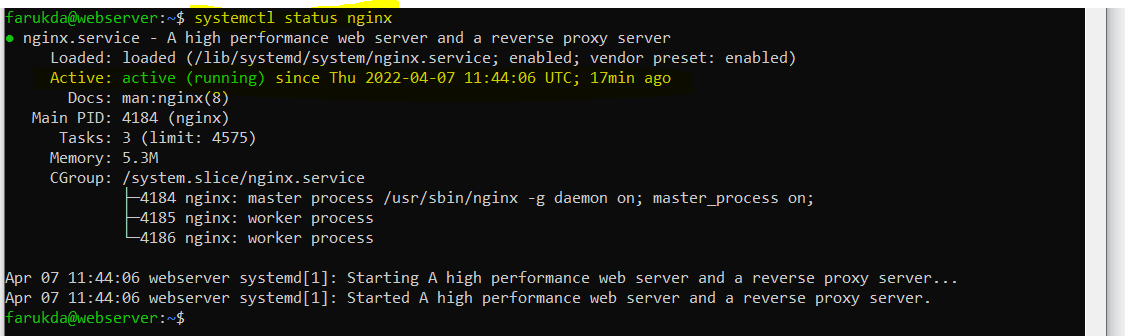 farukda@webserver:~$ systemctl status nginx
● nginx.service - A high performance web server and a reverse proxy server
Loaded: loaded (/lib/systemd/system/nginx.service; enabled; vendor preset: enabled)
Active: active (running) since Thu 2022-04-07 11:44:06 UTC; 17min ago
Docs: man:nginx(8)
Main PID: 4184 (nginx)
Tasks: 3 (limit: 4575)
Memory: 5.3M
CGroup: /system.slice/nginx.service
├─4184 nginx: master process /usr/sbin/nginx -g daemon on; master_process on;
├─4185 nginx: worker process
└─4186 nginx: worker process
Apr 07 11:44:06 webserver systemd[1]: Starting A high performance web server and a reverse proxy server...
Apr 07 11:44:06 webserver systemd[1]: Started A high performance web server and a reverse proxy server.
farukda@webserver:~$